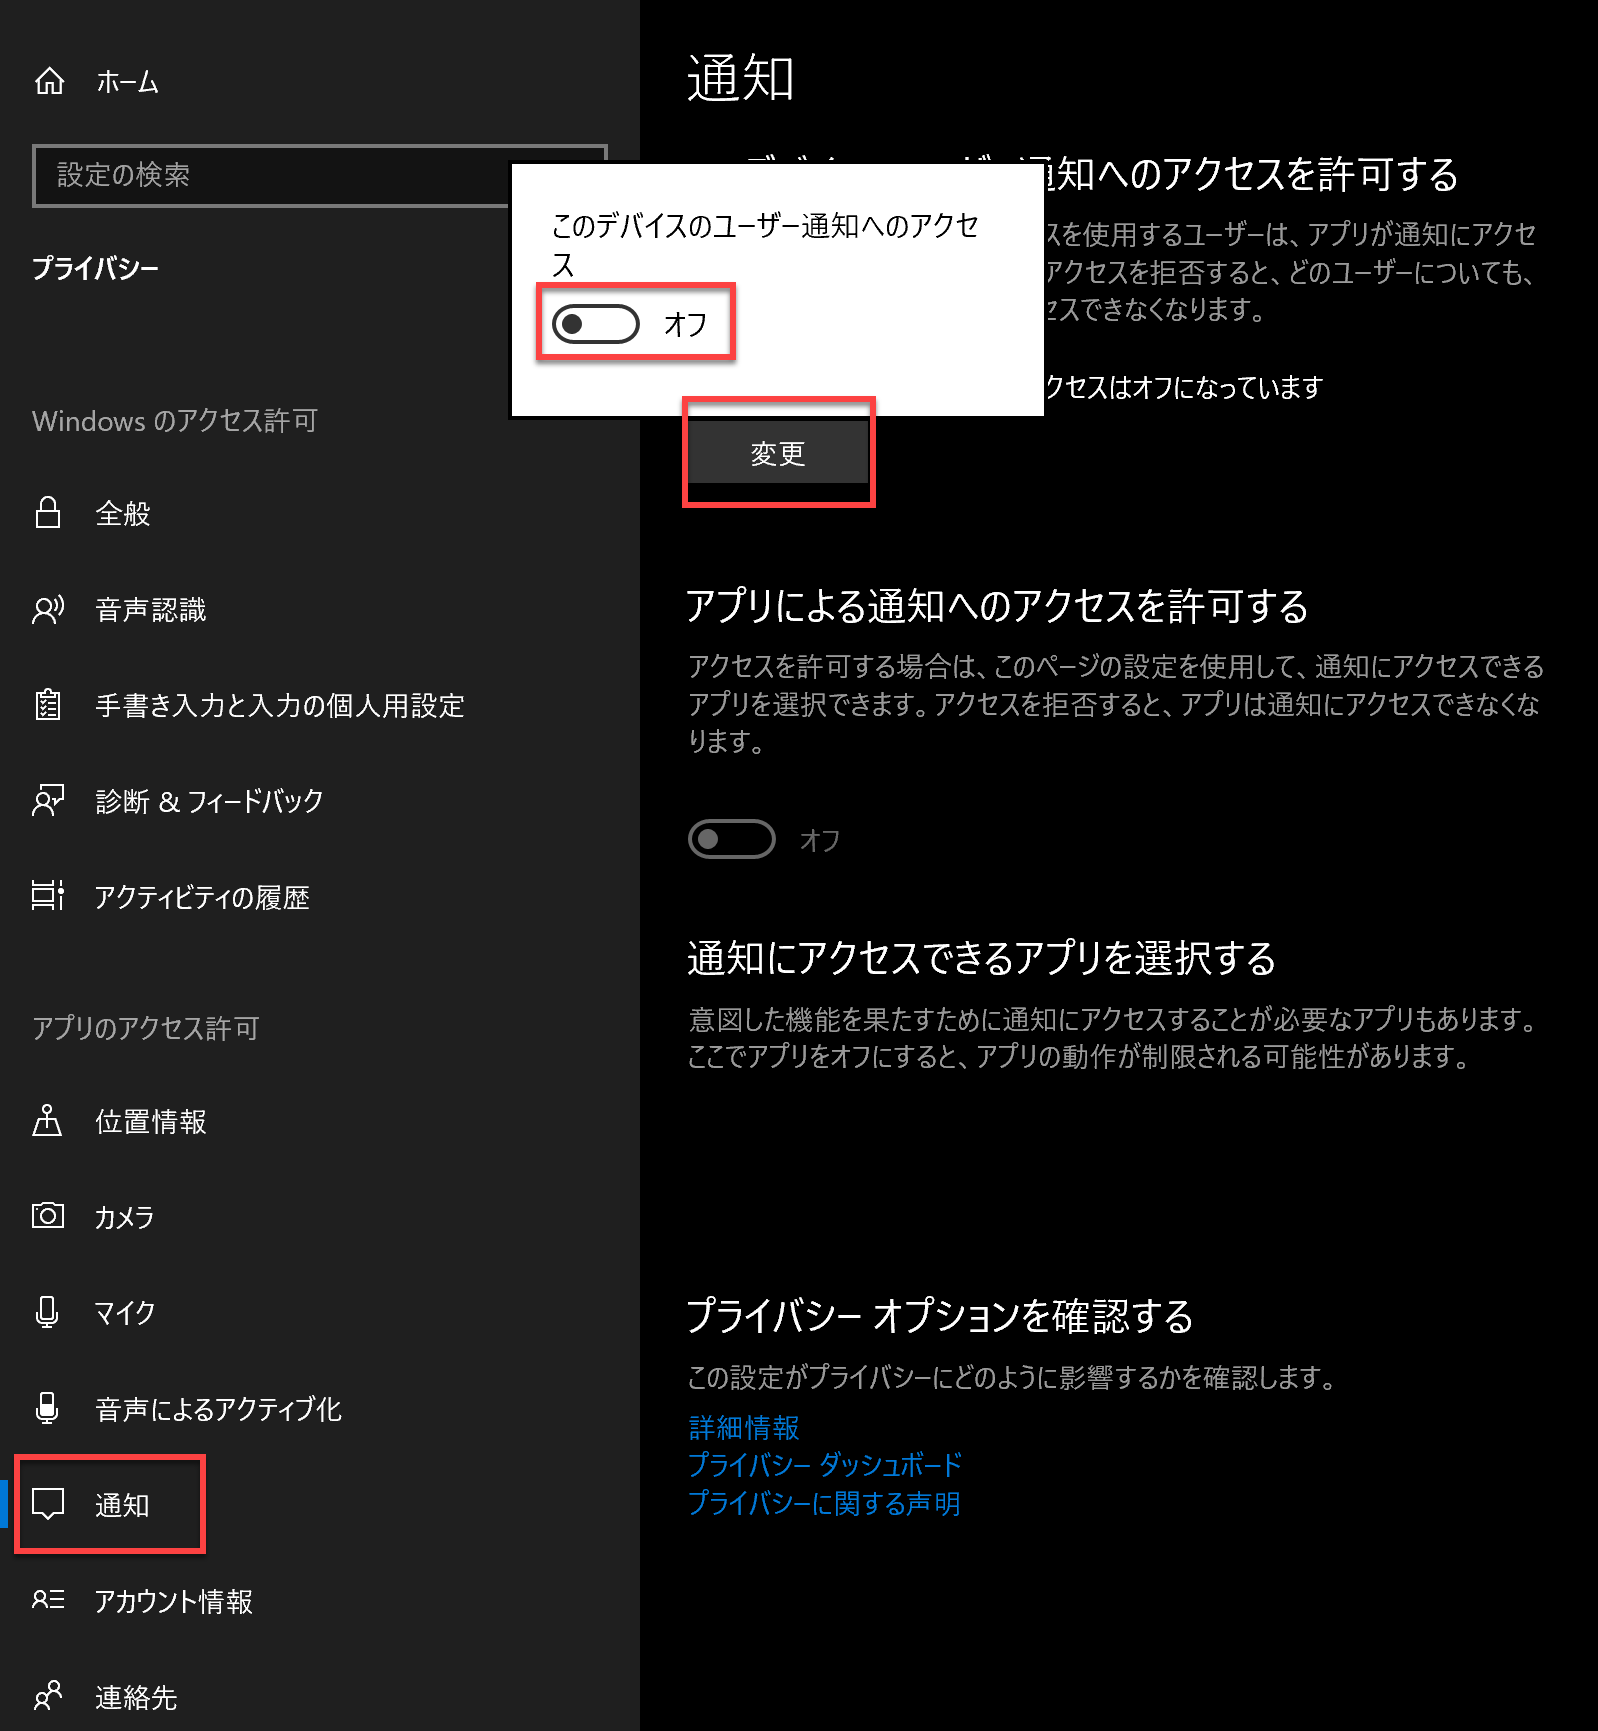 ホーム
設定の検索
プライバシー
Windows のアクセス許可
全般
音声認識
手書き入力と入力の個人用設定
診断 & フィードバック
アクティビティの履歴
アプリのアクセス許可
位置情報
カメラ
マイク
音声によるアクティブ化
通知
アカウント情報
連絡先
通知
通知へのアクセスを許可する
スを使用するユーザーは、アプリが通知にアクセ
アクセスを拒否すると、どのユーザーについても、
セスできなくなります。
クセスはオフになっています
このデバイスのユーザー通知へのアクセ
ス
オフ
変更
アプリによる通知へのアクセスを許可する
アクセスを許可する場合は、このページの設定を使用して、通知にアクセスできる
アプリを選択できます。アクセスを拒否すると、アプリは通知にアクセスできなくな
ります。
オフ
通知にアクセスできるアプリを選択する
意図した機能を果たすために通知にアクセスすることが必要なアプリもあります。
ここでアプリをオフにすると、アプリの動作が制限される可能性があります。
プライバシー オプションを確認する
この設定がプライバシーにどのように影響するかを確認します。
詳細情報
プライバシー ダッシュボード
プライバシーに関する声明